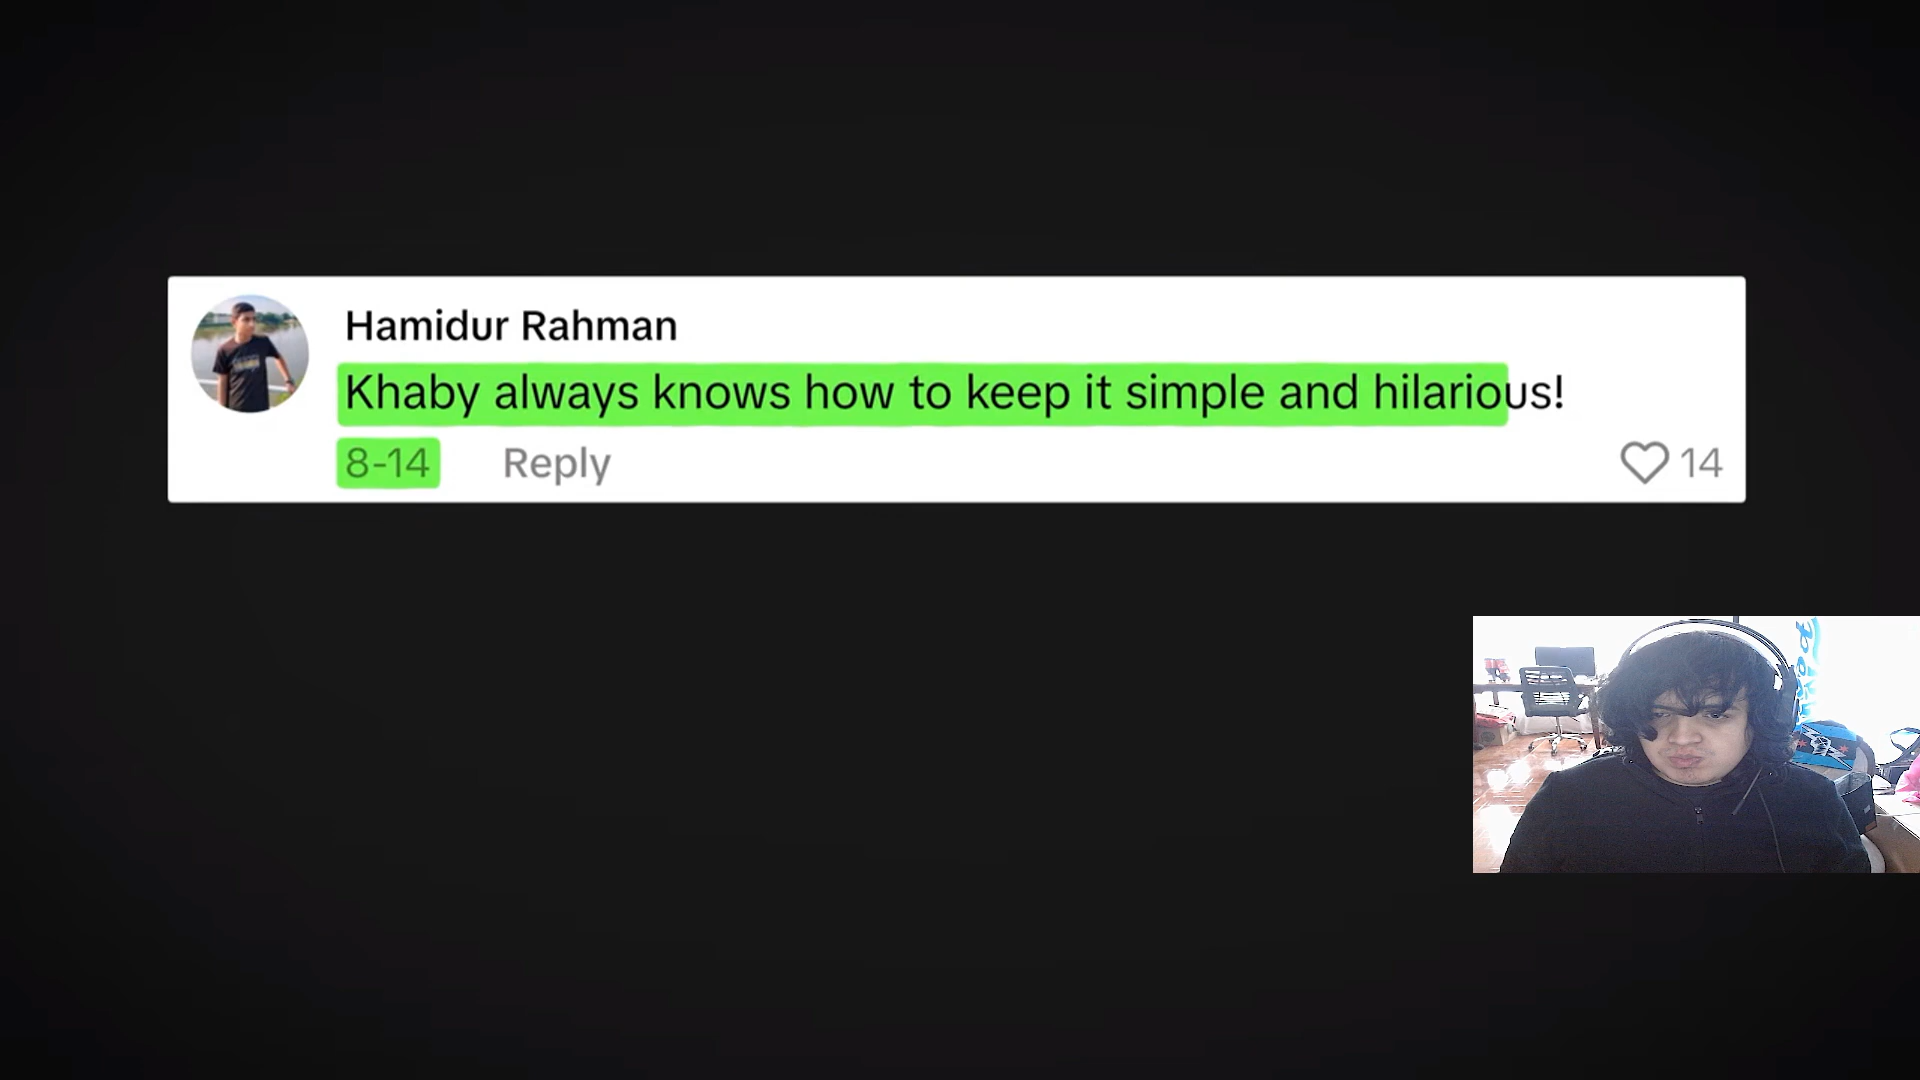 Hamidur Rahman
Khaby always knows how to keep it simple and hilarious!
8-14 Reply 14